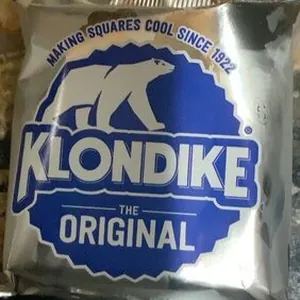 MAKING SQUARES COOL SINCE 1922
KLONDIKE®
THE
ORIGINAL